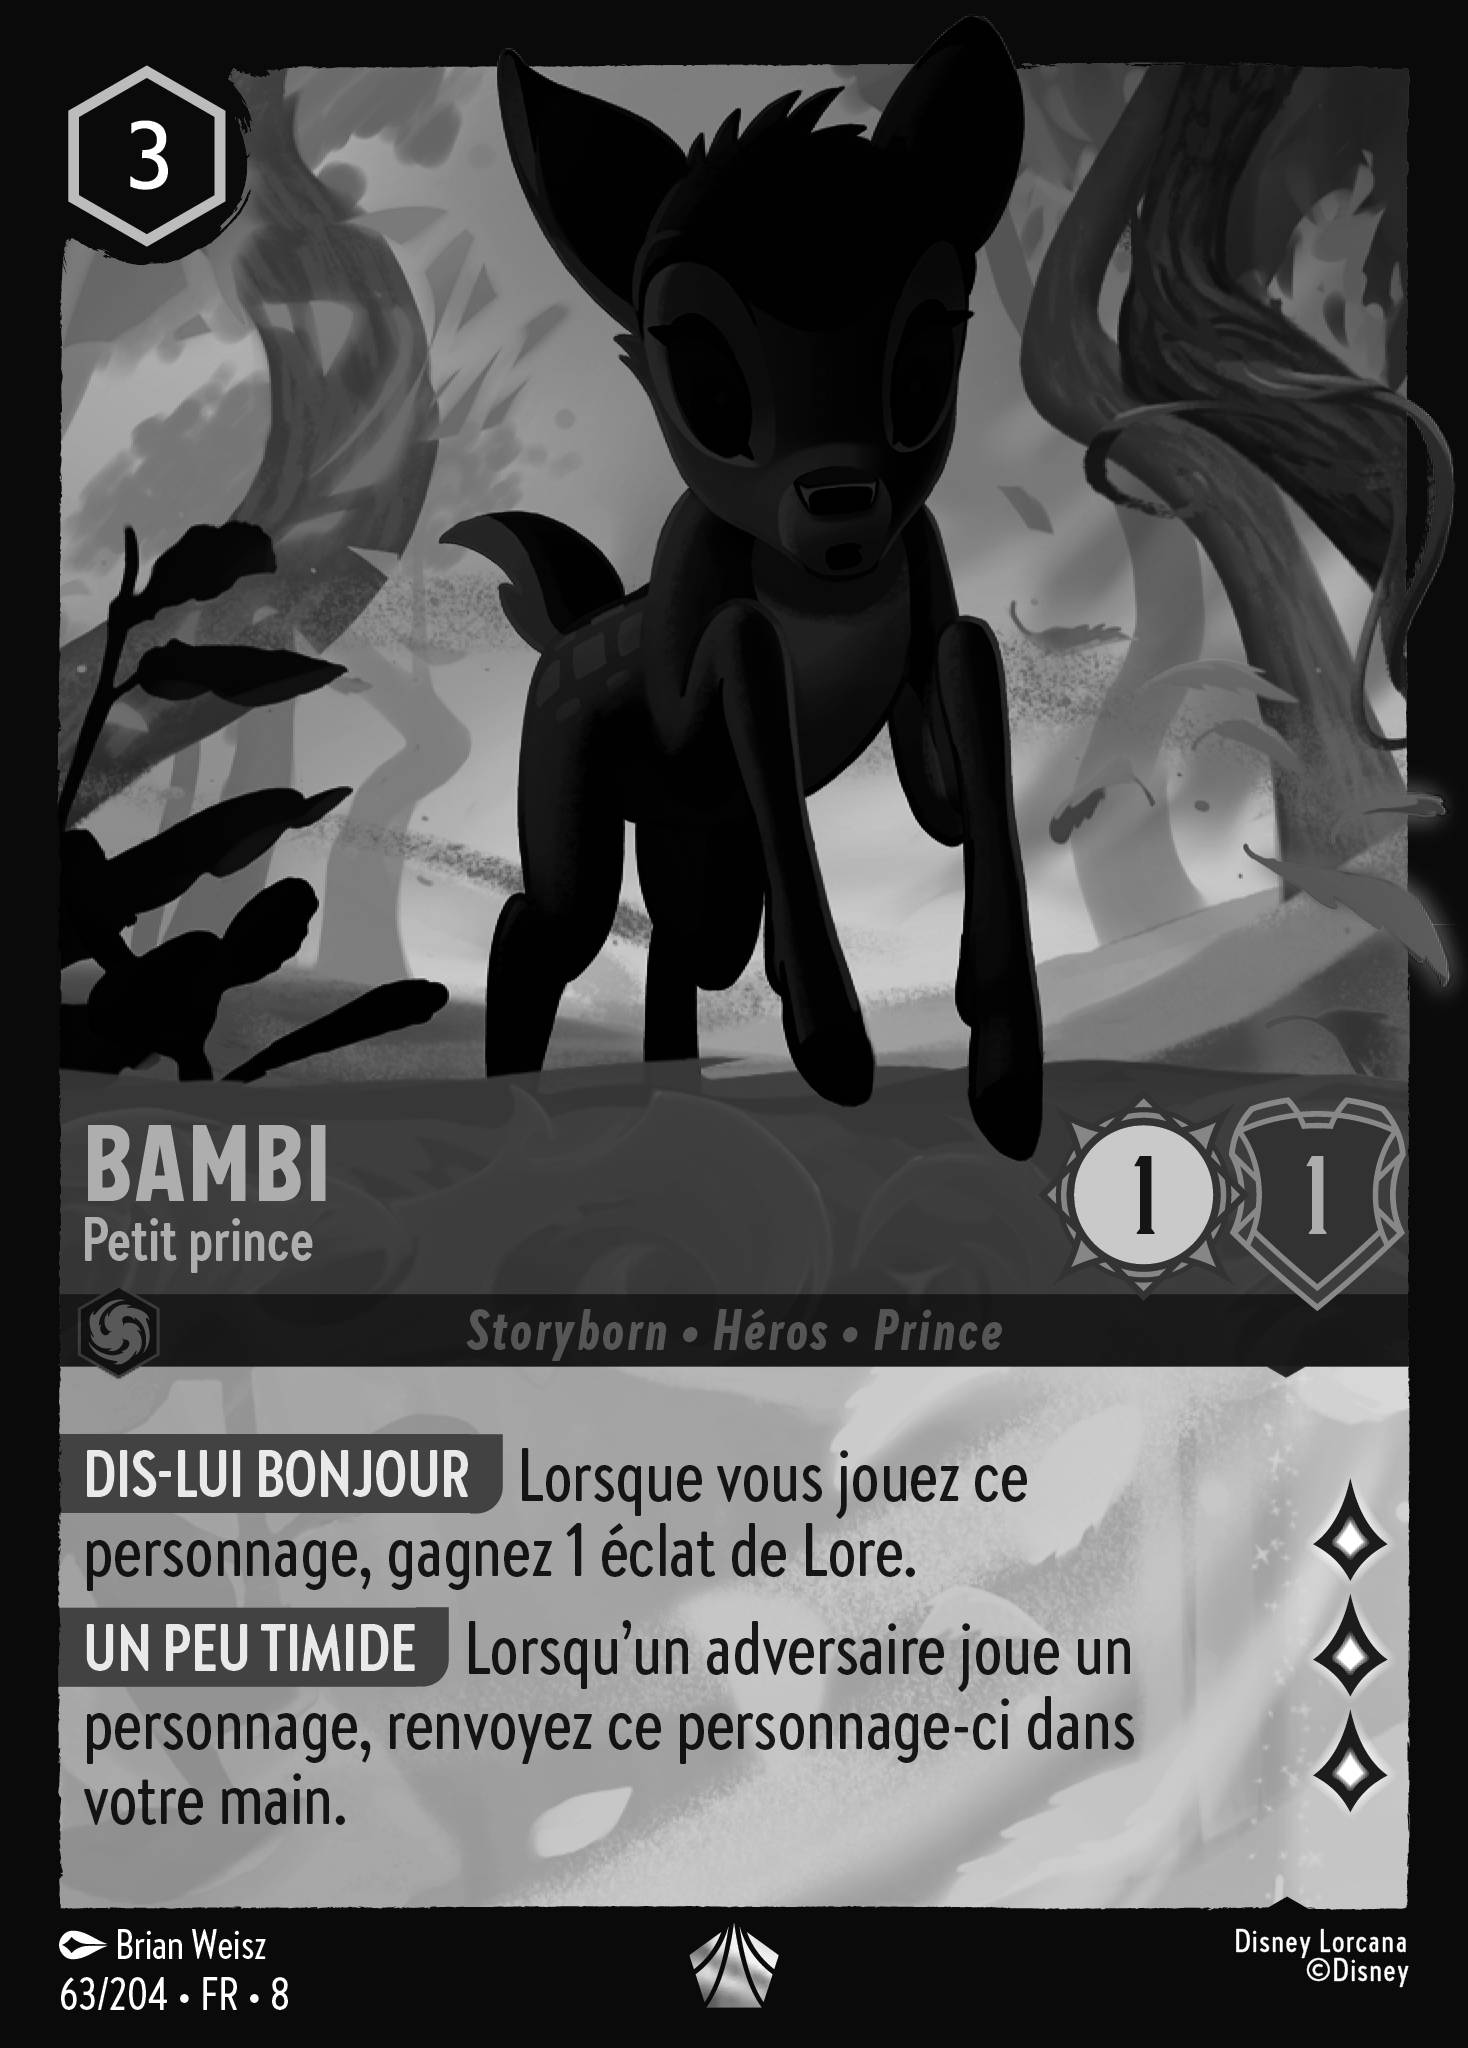 3
BAMBI
Petit prince
1 1
Storyborn • Héros • Prince
DIS-LUI BONJOUR Lorsque vous jouez ce
personnage, gagnez 1 éclat de Lore.
UN PEU TIMIDE Lorsqu’un adversaire joue un
personnage, renvoyez ce personnage-ci dans
votre main.
Brian Weisz
63/204 • FR • 8
Disney Lorcana
©Disney